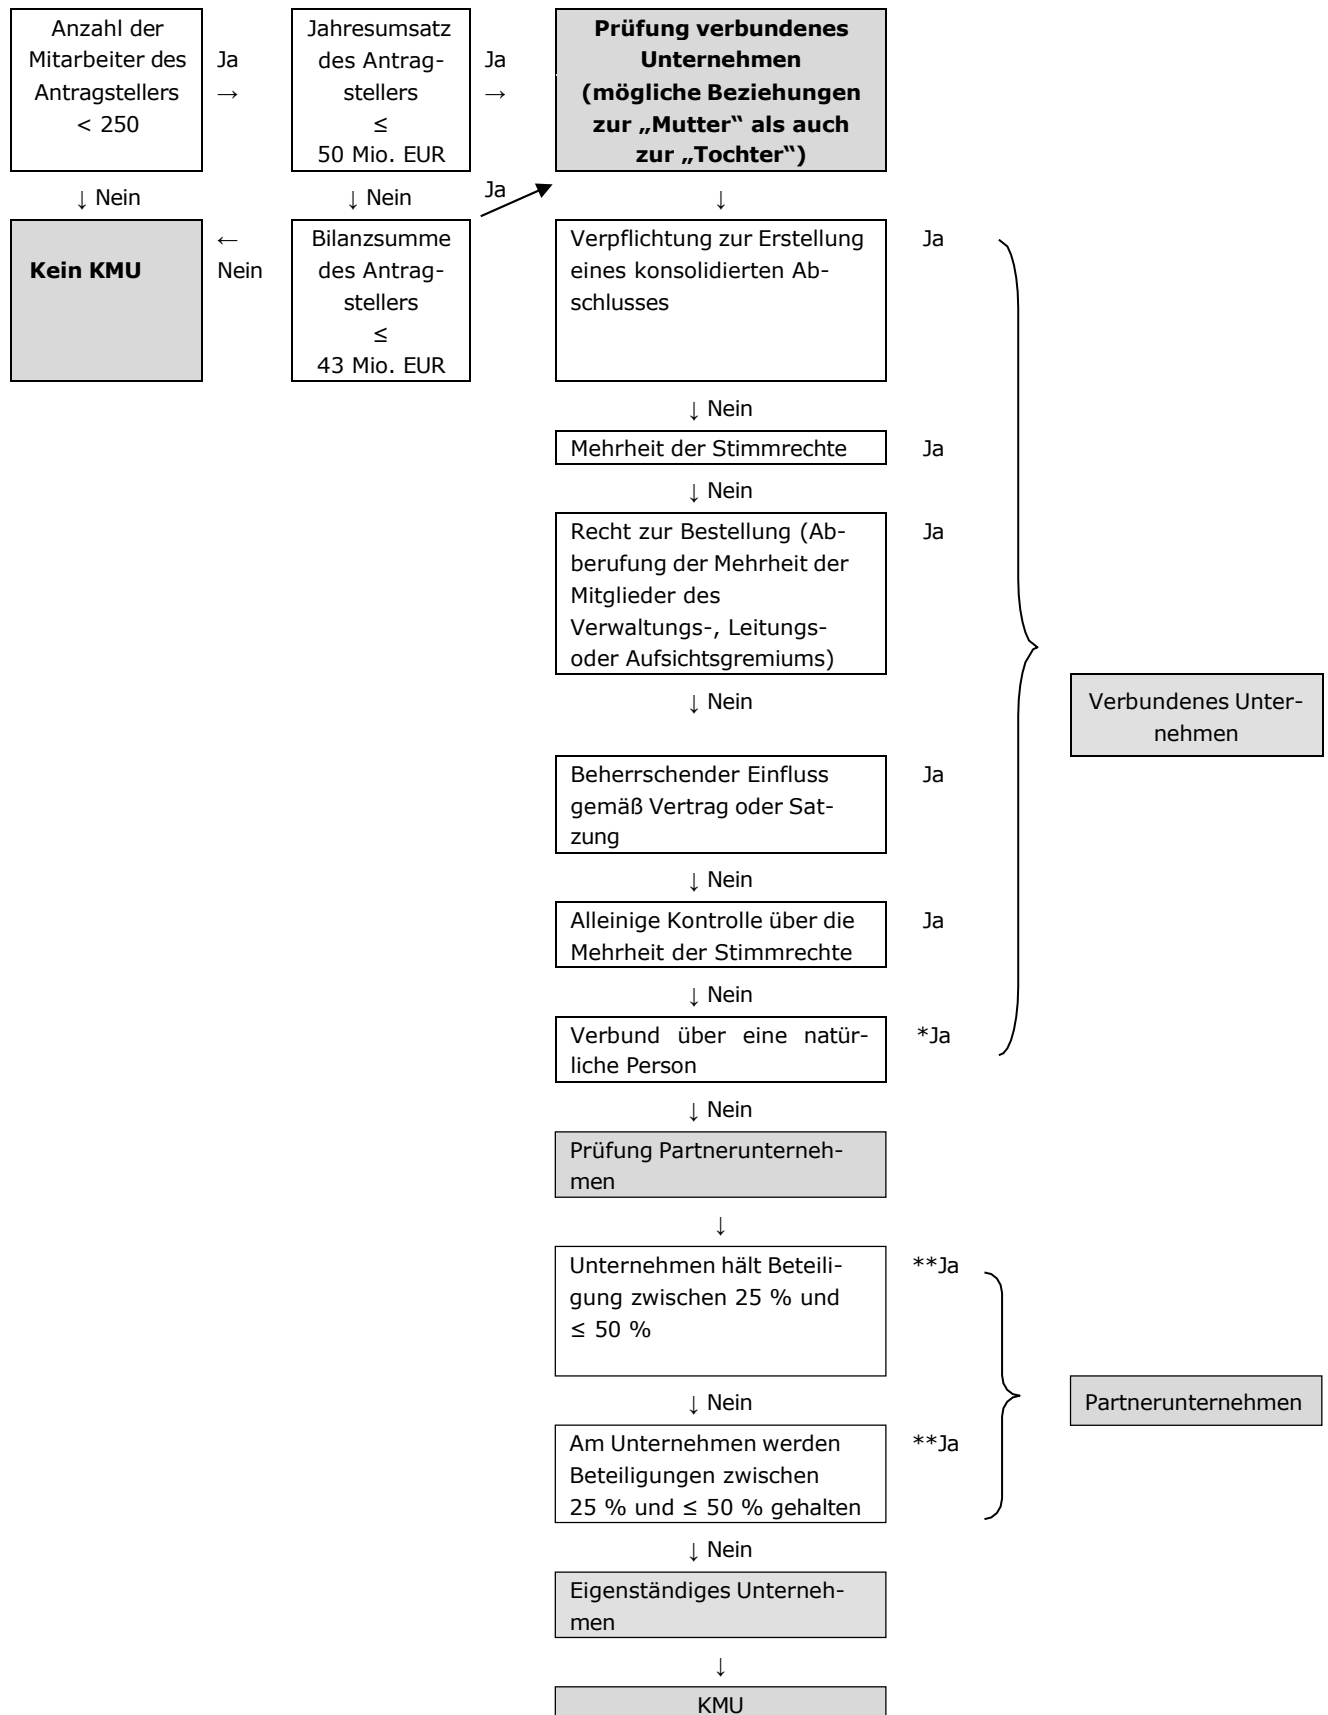 Anzahl der
Mitarbeiter des
Antragstellers
< 250
Ja
→
Jahresumsatz
des Antrag-
stellers
≤
50 Mio. EUR
Ja
→
Prüfung verbundenes
Unternehmen
(mögliche Beziehungen
zur „Mutter“ als auch
zur „Tochter“)
↓ Nein
↓ Nein
Ja
↓
Kein KMU
←
Nein
Bilanzsumme
des Antrag-
stellers
≤
43 Mio. EUR
Verpflichtung zur Erstellung
eines konsolidierten Ab-
schlusses
Ja
↓ Nein
Mehrheit der Stimmrechte
Ja
↓ Nein
Recht zur Bestellung (Ab-
berufung der Mehrheit der
Mitglieder des
Verwaltungs-, Leitungs-
oder Aufsichtsgremiums)
Ja
↓ Nein
Verbundenes Unter-
nehmen
Beherrschender Einfluss
gemäß Vertrag oder Sat-
zung
Ja
↓ Nein
Alleinige Kontrolle über die
Mehrheit der Stimmrechte
Ja
↓ Nein
Verbund über eine natür-
liche Person
*Ja
↓ Nein
Prüfung Partnerunterneh-
men
↓
Unternehmen hält Beteili-
gung zwischen 25 % und
≤ 50 %
**Ja
↓ Nein
Partnerunternehmen
Am Unternehmen werden
Beteiligungen zwischen
25 % und ≤ 50 % gehalten
**Ja
↓ Nein
Eigenständiges Unterneh-
men
↓
KMU